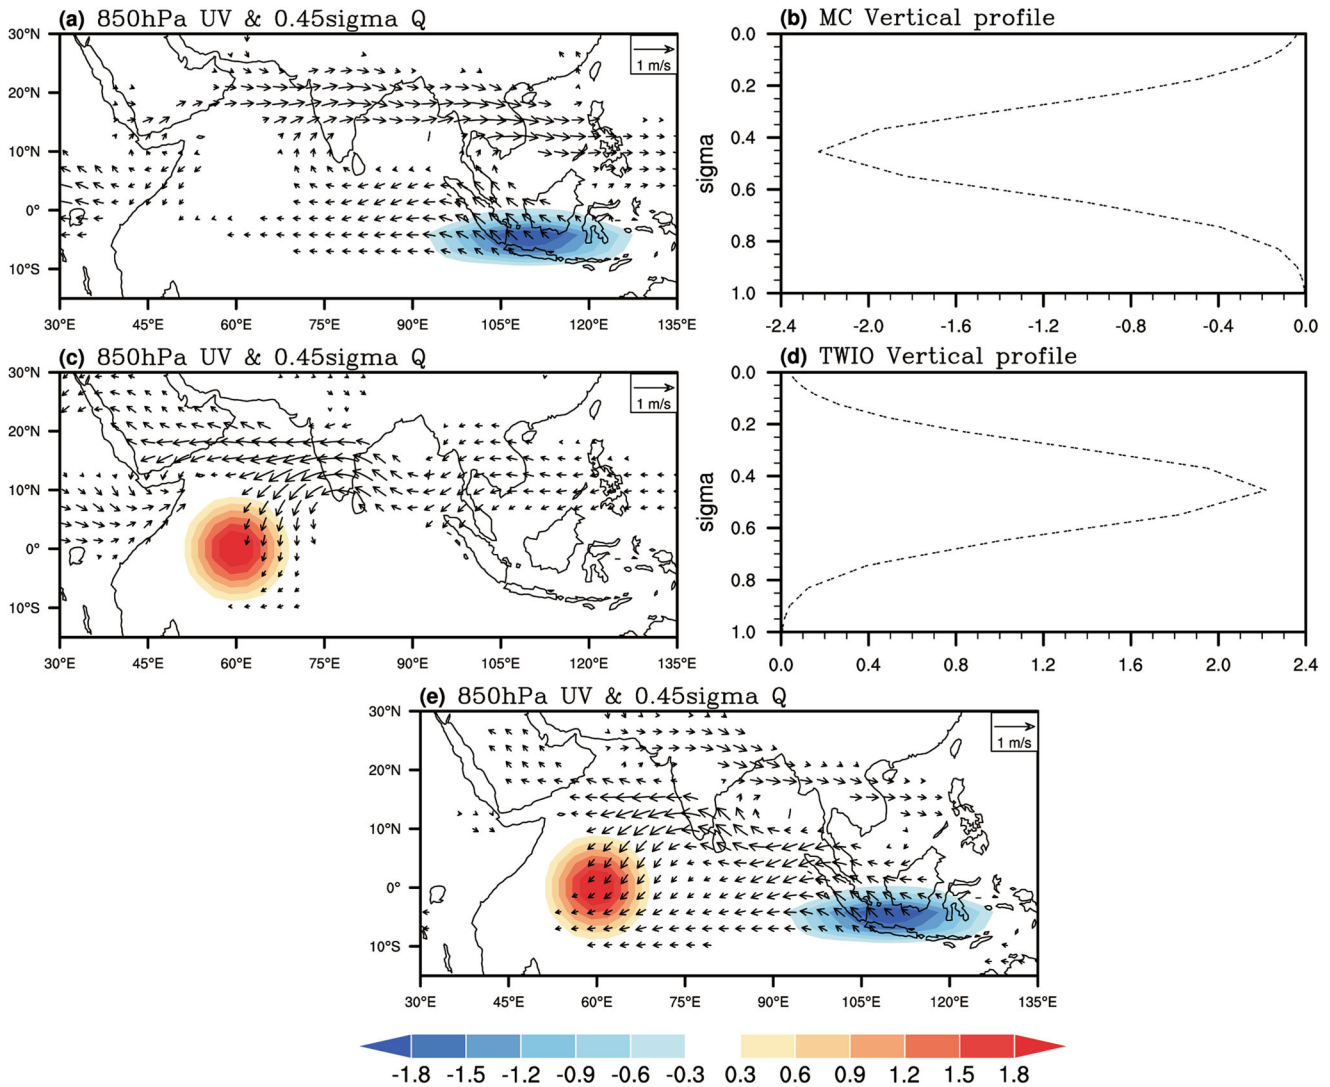 (a) 850hPa UV & 0.45sigma Q
30°N
20°N
10°N
0°
10°S
1 m/s
30°E 45°E 60°E 75°E 90°E 105°E 120°E 135°E
(b) MC Vertical profile
sigma
0.0
0.2
0.4
0.6
0.8
1.0
-2.4 -2.0 -1.6 -1.2 -0.8 -0.4 0.0
(c) 850hPa UV & 0.45sigma Q
30°N
20°N
10°N
0°
10°S
1 m/s
30°E 45°E 60°E 75°E 90°E 105°E 120°E 135°E
(d) TWIO Vertical profile
sigma
0.0
0.2
0.4
0.6
0.8
1.0
0.0 0.4 0.8 1.2 1.6 2.0 2.4
(e) 850hPa UV & 0.45sigma Q
30°N
20°N
10°N
0°
10°S
1 m/s
30°E 45°E 60°E 75°E 90°E 105°E 120°E 135°E
-1.8 -1.5 -1.2 -0.9 -0.6 -0.3 0.3 0.6 0.9 1.2 1.5 1.8